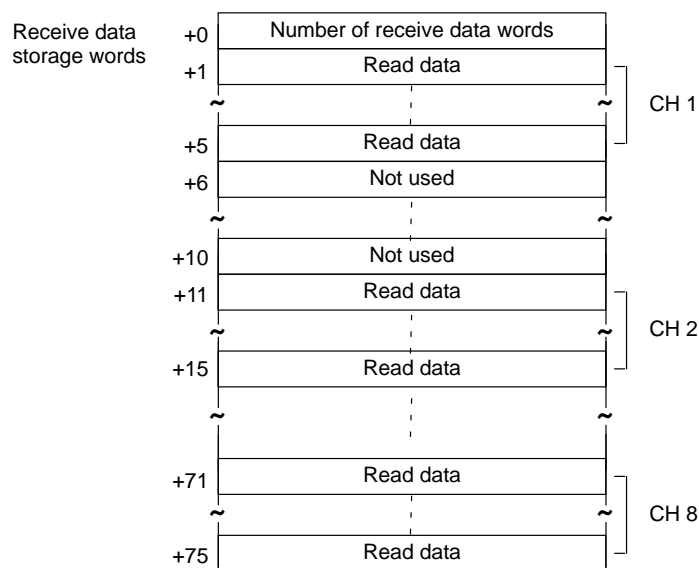 Receive data
storage words
+0 Number of receive data words
+1 Read data
CH 1
+5 Read data
+6 Not used
+10 Not used
+11 Read data
CH 2
+15 Read data
+71 Read data
CH 8
+75 Read data